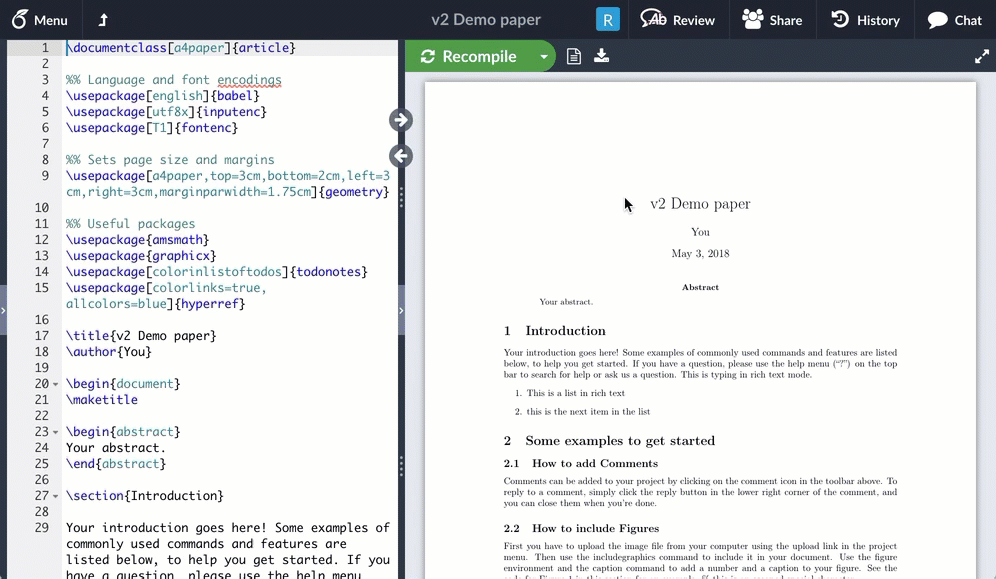 Menu
v2 Demo paper
R
Review
Share
History
Chat
Recompile
1 \documentclass[a4paper]{article}
2
3 %% Language and font encodings
4 \usepackage[english]{babel}
5 \usepackage[utf8x]{inputenc}
6 \usepackage[T1]{fontenc}
7
8 %% Sets page size and margins
9 \usepackage[a4paper,top=3cm,bottom=2cm,left=3
cm,right=3cm,marginparwidth=1.75cm]{geometry}
10
11 %% Useful packages
12 \usepackage{amsmath}
13 \usepackage{graphicx}
14 \usepackage[colorinlistoftodos]{todonotes}
15 \usepackage[colorlinks=true,
allcolors=blue]{hyperref}
16
17 \title{v2 Demo paper}
18 \author{You}
19
20 \begin{document}
21 \maketitle
22
23 \begin{abstract}
24 Your abstract.
25 \end{abstract}
26
27 \section{Introduction}
28
29 Your introduction goes here! Some examples of
commonly used commands and features are
listed below, to help you get started. If you
have a question, please use the help menu
v2 Demo paper
You
May 3, 2018
Abstract
Your abstract.
1 Introduction
Your introduction goes here! Some examples of commonly used commands and features are listed
below, to help you get started. If you have a question, please use the help menu (“?”) on the top
bar to search for help or ask us a question. This is typing in rich text mode.
1. This is a list in rich text
2. this is the next item in the list
2 Some examples to get started
2.1 How to add Comments
Comments can be added to your project by clicking on the comment icon in the toolbar above. To
reply to a comment, simply click the reply button in the lower right corner of the comment, and
you can close them when you're done.
2.2 How to include Figures
First you have to upload the image file from your computer using the upload link in the project
menu. Then use the includegraphics command to include it in your document. Use the figure
environment and the caption command to add a number and a caption to your figure. See the